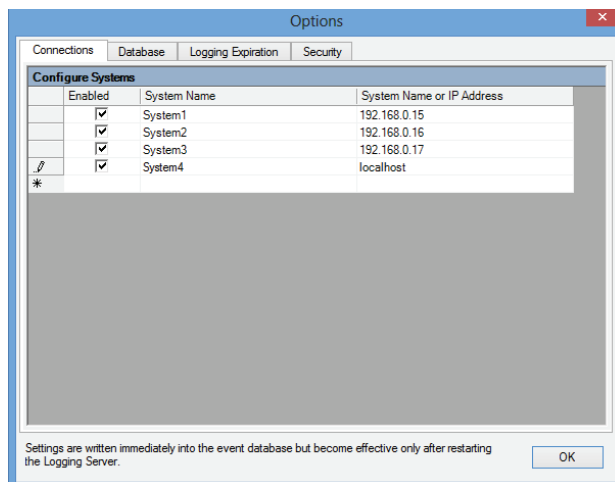 Options
Connections Database Logging Expiration Security
Configure Systems
Enabled System Name System Name or IP Address
System1 192.168.0.15
System2 192.168.0.16
System3 192.168.0.17
System4 localhost
Settings are written immediately into the event database but become effective only after restarting
the Logging Server.
OK